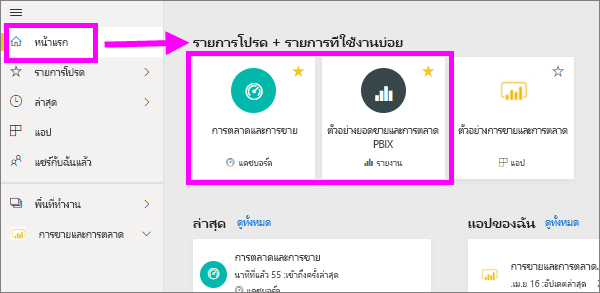 หน้าแรก
รายการโปรด
ล่าสุด
แอป
แชร์กับฉันแล้ว
พื้นที่ทำงาน
การขายและการตลาด
รายการโปรด + รายการที่ใช้งานบ่อย
การตลาดและการขาย
แดชบอร์ด
ตัวอย่างยอดขายและการตลาด
PBIX
รายงาน
ตัวอย่างการขายและการตลาด
แอป
ล่าสุด ดูทั้งหมด
การตลาดและการขาย
นาทีที่แล้ว 55 :เข้าถึงครั้งล่าสุด
แดชบอร์ด
แอปของฉัน ดูทั้งหมด
การขายและการตลาด
.เม.ย 16 :อัปเดตล่าสุด